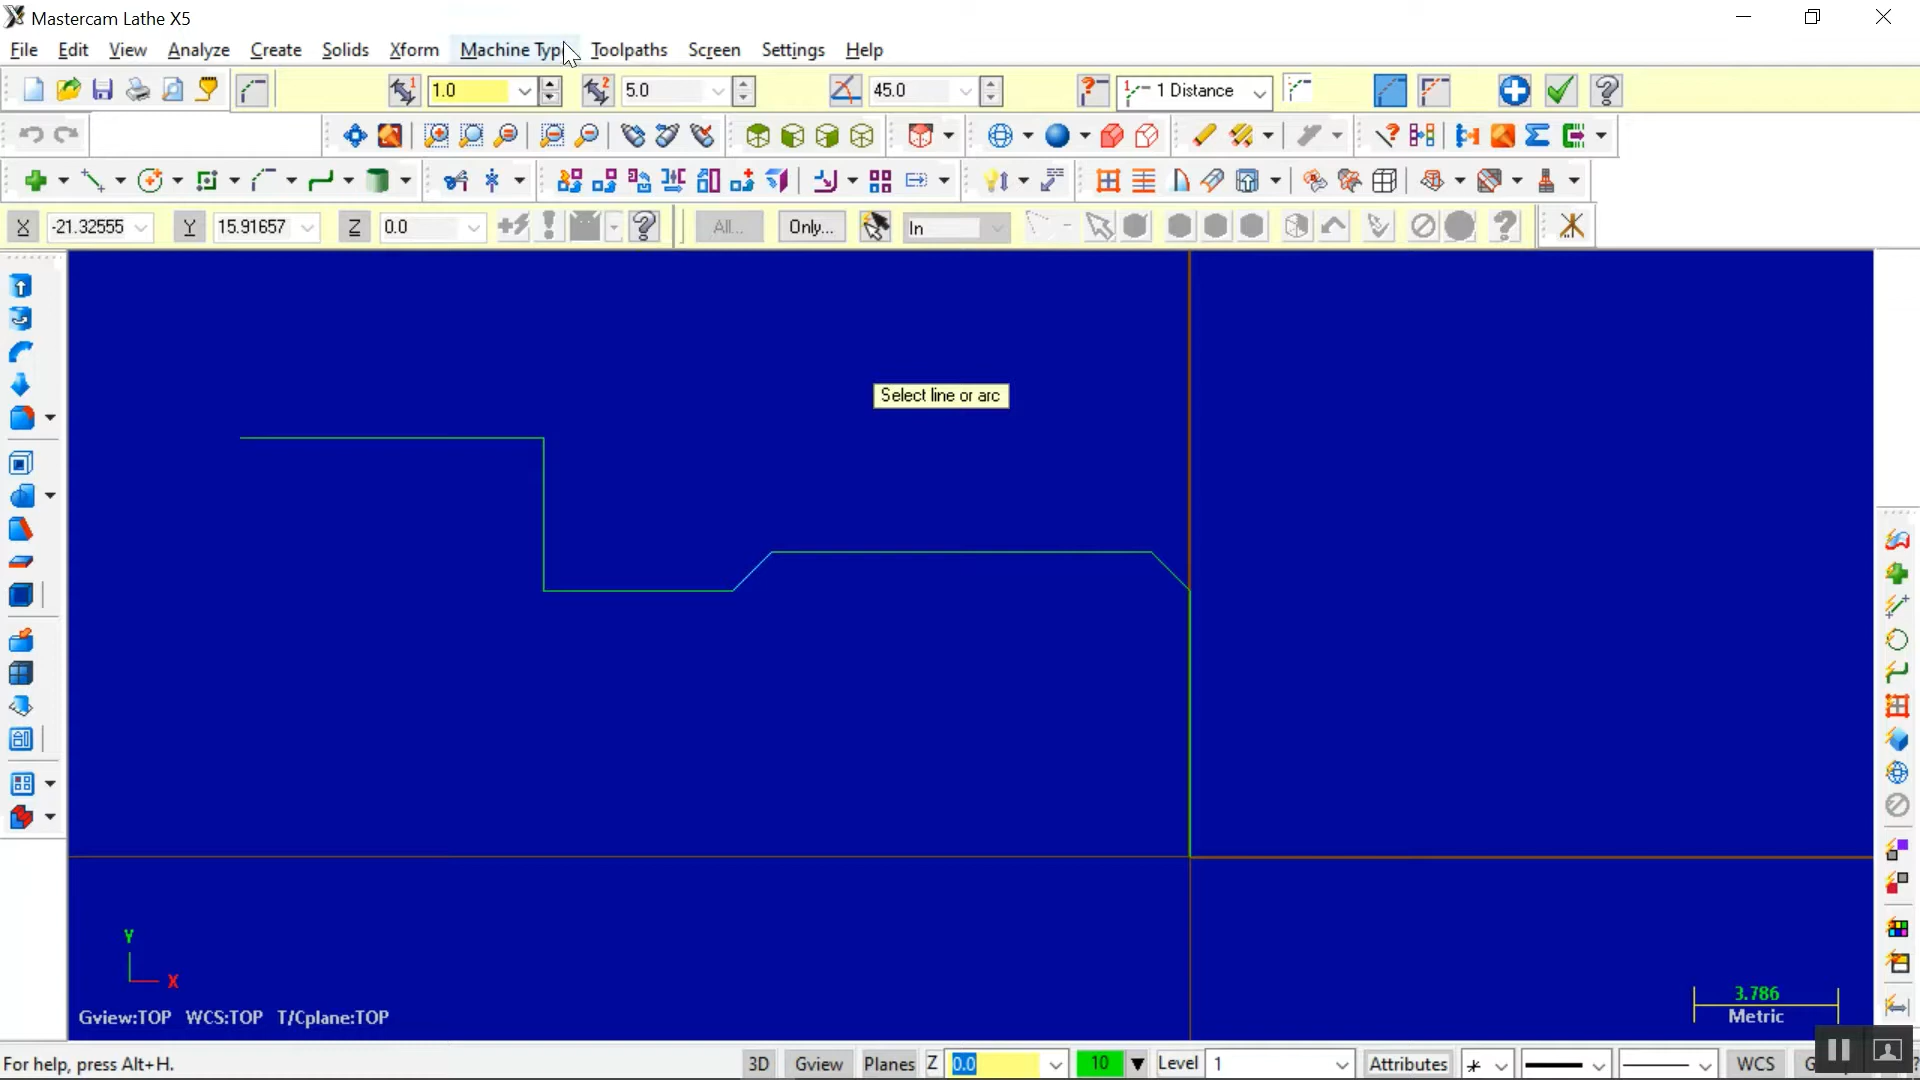 Mastercam Lathe X5
File Edit View Analyze Create Solids Xform Machine Typ Toolpaths Screen Settings Help
1 1.0 2 5.0 45.0 1 Distance
X -21.32555 Y 15.91657 Z 0.0 All... Only... In
Select line or arc
Y
X
Gview:TOP WCS:TOP T/Cplane:TOP
3.786
Metric
For help, press Alt+H. 3D Gview Planes Z 0.0 10 Level 1 Attributes WCS G